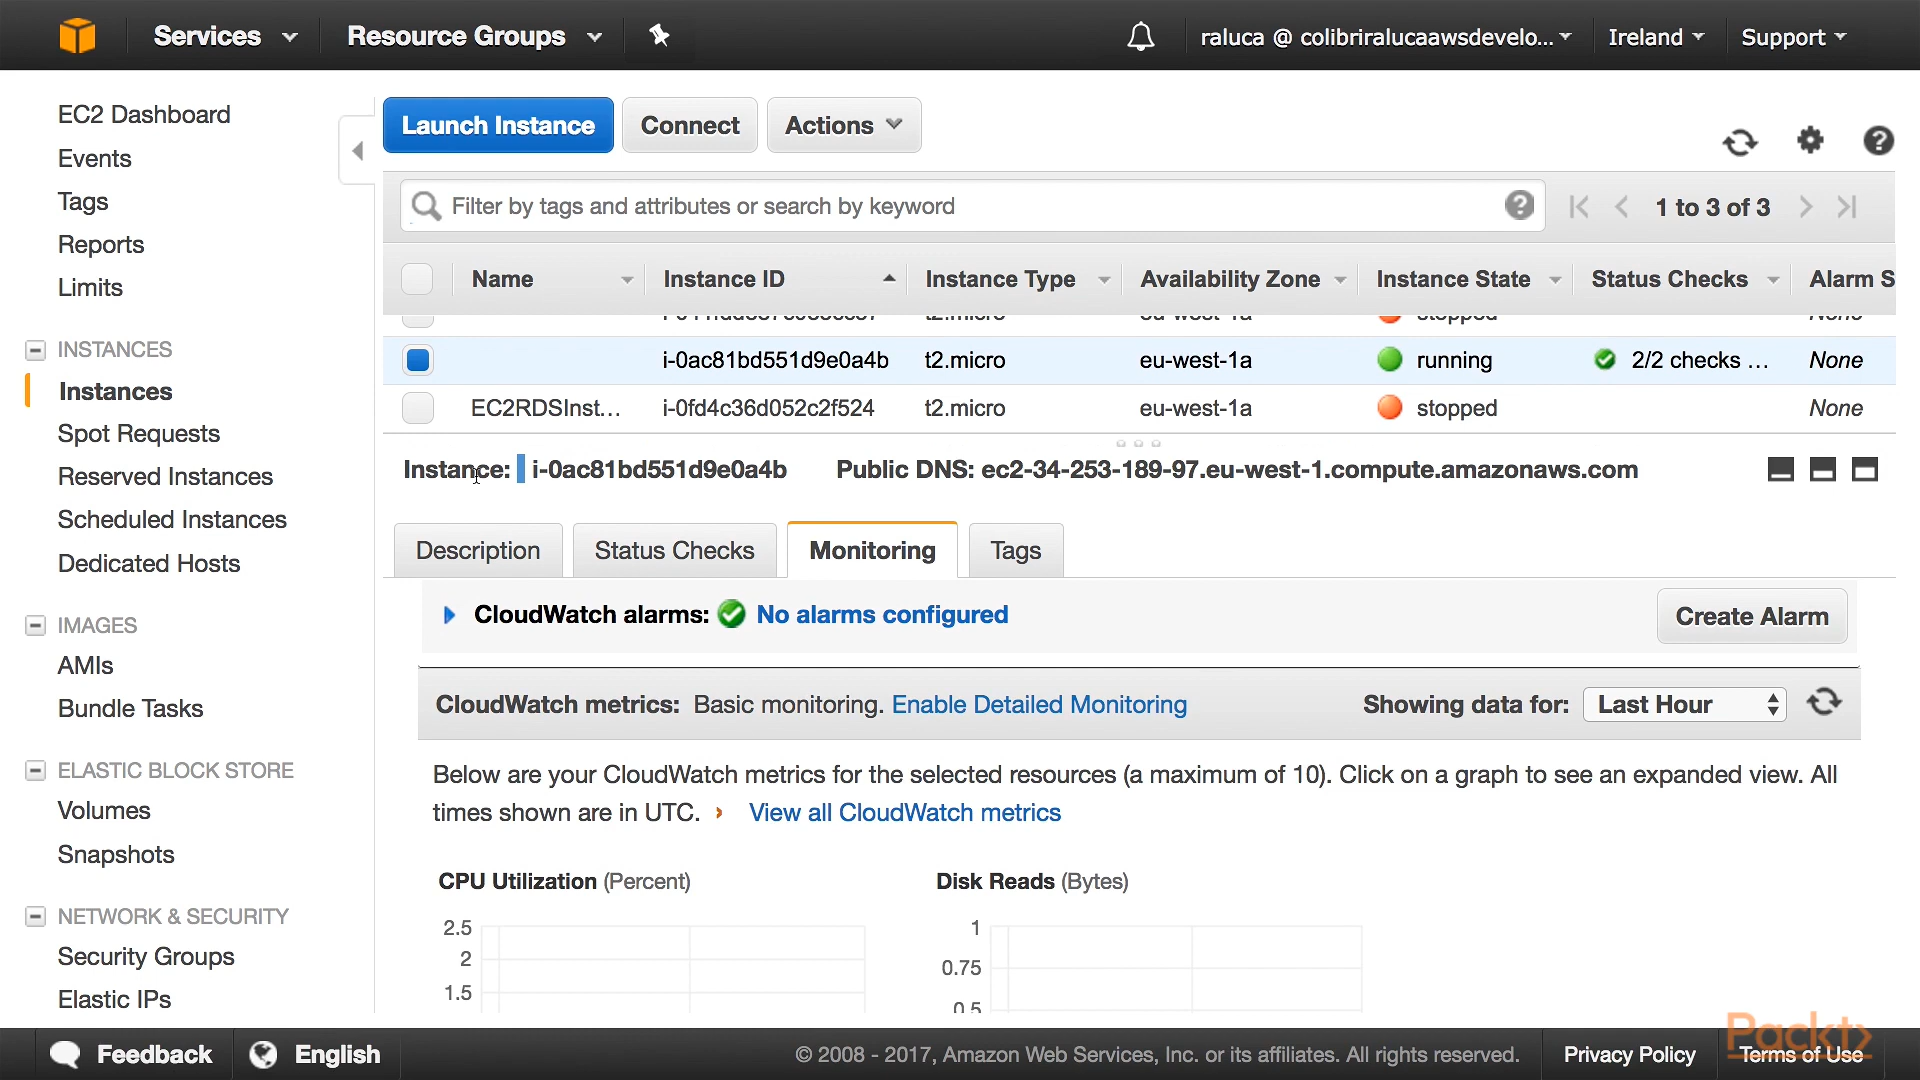 Services Resource Groups raluca @ colibriralucaawsdevelo... Ireland Support
EC2 Dashboard
Events
Tags
Reports
Limits
INSTANCES
Instances
Spot Requests
Reserved Instances
Scheduled Instances
Dedicated Hosts
IMAGES
AMIs
Bundle Tasks
ELASTIC BLOCK STORE
Volumes
Snapshots
NETWORK & SECURITY
Security Groups
Elastic IPs
Launch Instance Connect Actions
Filter by tags and attributes or search by keyword 1 to 3 of 3
Name Instance ID Instance Type Availability Zone Instance State Status Checks Alarm S
t2.micro eu-west-1a stopped None
i-0ac81bd551d9e0a4b t2.micro eu-west-1a running 2/2 checks ... None
EC2RDSInst... i-0fd4c36d052c2f524 t2.micro eu-west-1a stopped None
Instance: i-0ac81bd551d9e0a4b Public DNS: ec2-34-253-189-97.eu-west-1.compute.amazonaws.com
Description Status Checks Monitoring Tags
CloudWatch alarms: No alarms configured Create Alarm
CloudWatch metrics: Basic monitoring. Enable Detailed Monitoring Showing data for: Last Hour
Below are your CloudWatch metrics for the selected resources (a maximum of 10). Click on a graph to see an expanded view. All
times shown are in UTC. View all CloudWatch metrics
CPU Utilization (Percent) Disk Reads (Bytes)
2.5
2
1.5
1
0.75
0.5
Feedback English © 2008 - 2017, Amazon Web Services, Inc. or its affiliates. All rights reserved. Privacy Policy Terms of Use
Packt>